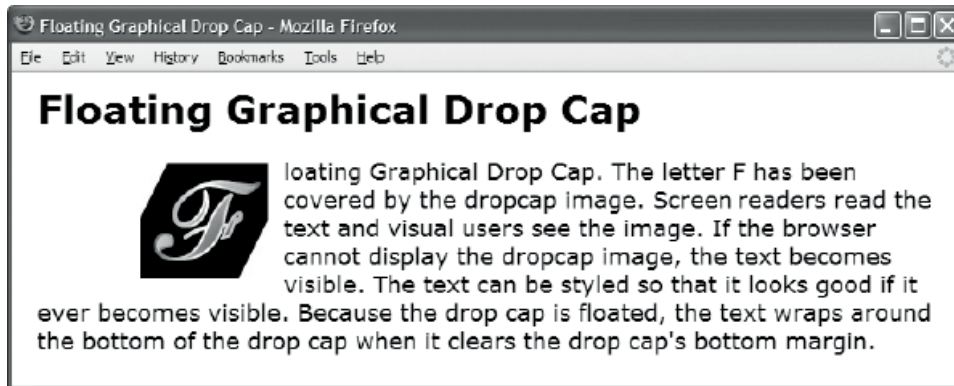 Floating Graphical Drop Cap - Mozilla Firefox
File Edit View History Bookmarks Tools Help
Floating Graphical Drop Cap
F
loating Graphical Drop Cap. The letter F has been
covered by the dropcap image. Screen readers read the
text and visual users see the image. If the browser
cannot display the dropcap image, the text becomes
visible. The text can be styled so that it looks good if it
ever becomes visible. Because the drop cap is floated, the text wraps around
the bottom of the drop cap when it clears the drop cap's bottom margin.